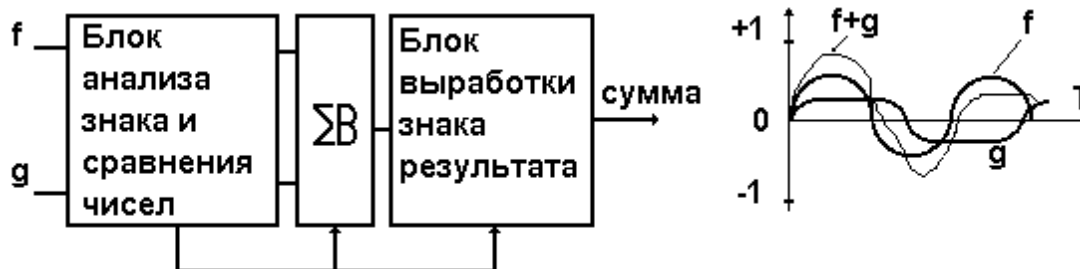 f
g
Блок
анализа
знака и
сравнения
чисел
ΣB
Блок
выработки
знака
результата
сумма
+1
0
-1
f+g
f
g
T